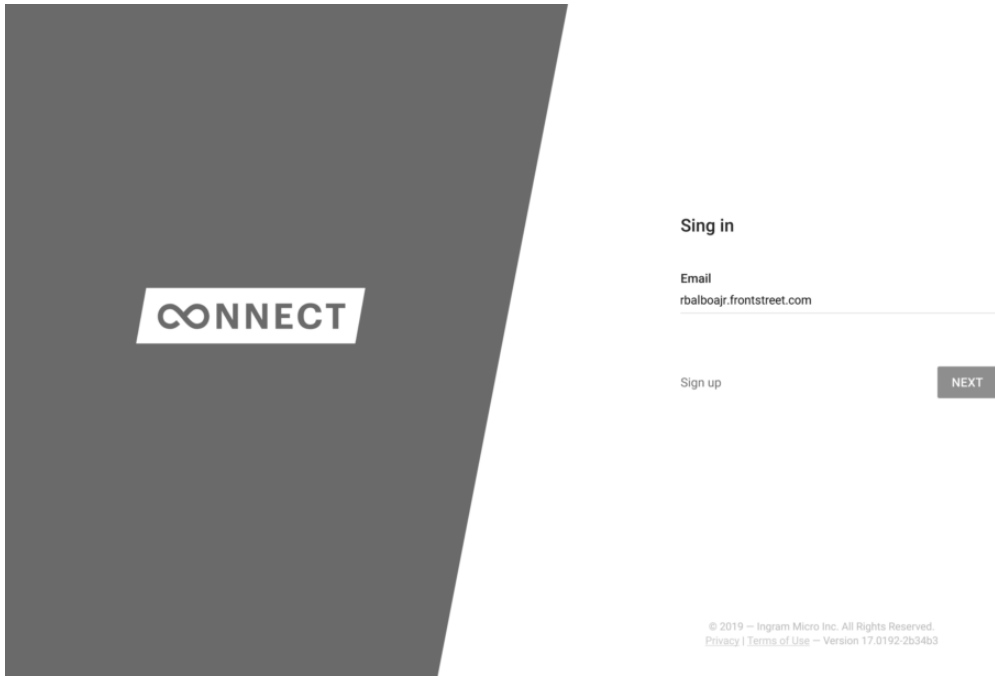 CONNECT
Sing in
Email
rbalboajr.frontstreet.com
Sign up
NEXT
© 2019 — Ingram Micro Inc. All Rights Reserved.
Privacy | Terms of Use — Version 17.0192-2b34b3